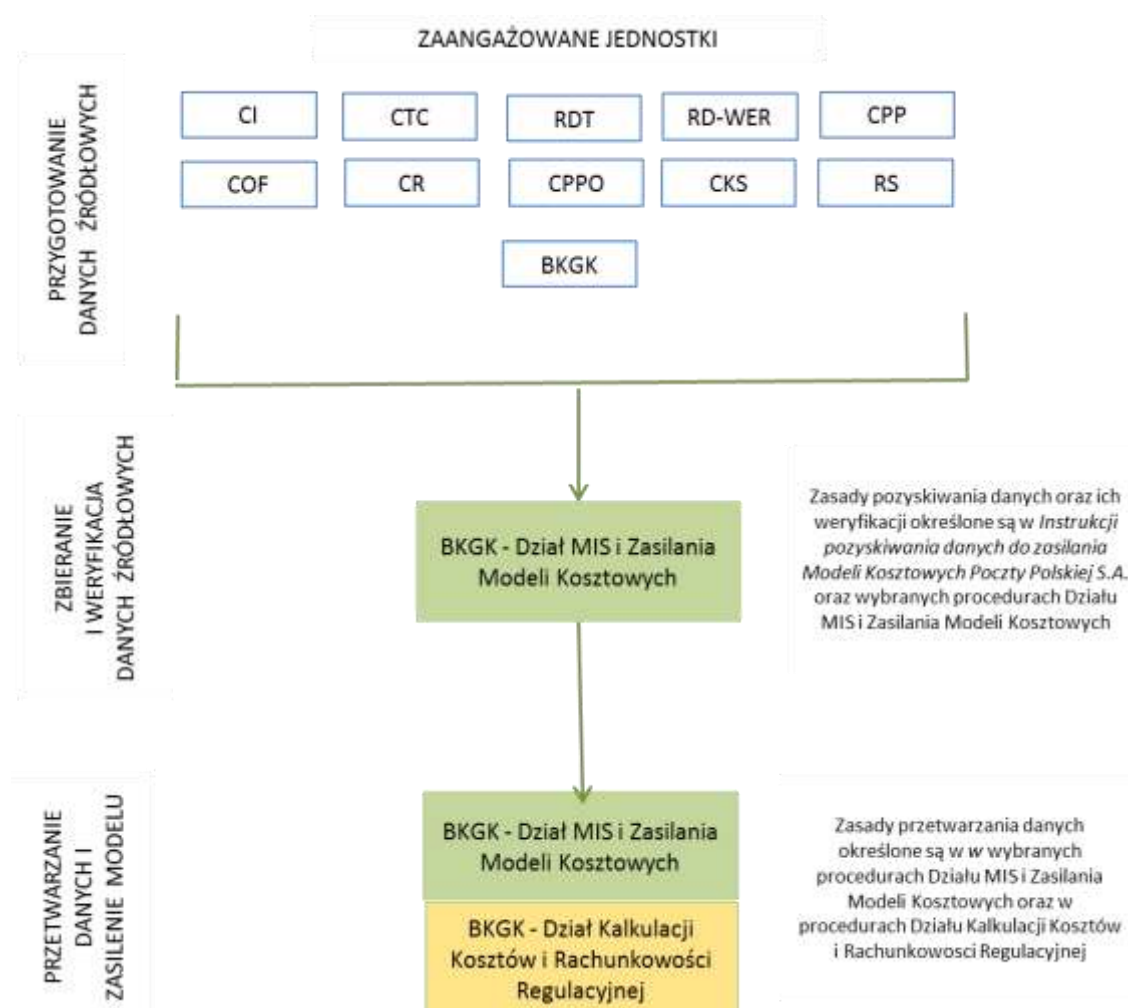 ZAANGAŻOWANE JEDNOSTKI
PRZYGOTOWANIE
DANYCH ŹRÓDŁOWYCH
CI
CTC
RDT
RD-WER
CPP
COF
CR
CPPO
CKS
RS
BKGK
ZBIERANIE
I WERYFIKACJA
DANYCH ŹRÓDŁOWYCH
BKGK - Dział MIS i Zasilania
Modeli Kosztowych
Zasady pozyskiwania danych oraz ich
weryfikacji określone są w Instrukcji
pozyskiwania danych do zasilania
Modeli Kosztowych Poczty Polskiej S.A.
oraz wybranych procedurach Działu
MIS i Zasilania Modeli Kosztowych
PRZETWARZANIE
DANYCH I
ZASILENIE MODELU
BKGK - Dział MIS i Zasilania
Modeli Kosztowych
BKGK - Dział Kalkulacji
Kosztów i Rachunkowości
Regulacyjnej
Zasady przetwarzania danych
określone są w w wybranych
procedurach Działu MIS i Zasilania
Modeli Kosztowych oraz w
procedurach Działu Kalkulacji Kosztów
i Rachunkowosci Regulacyjnej